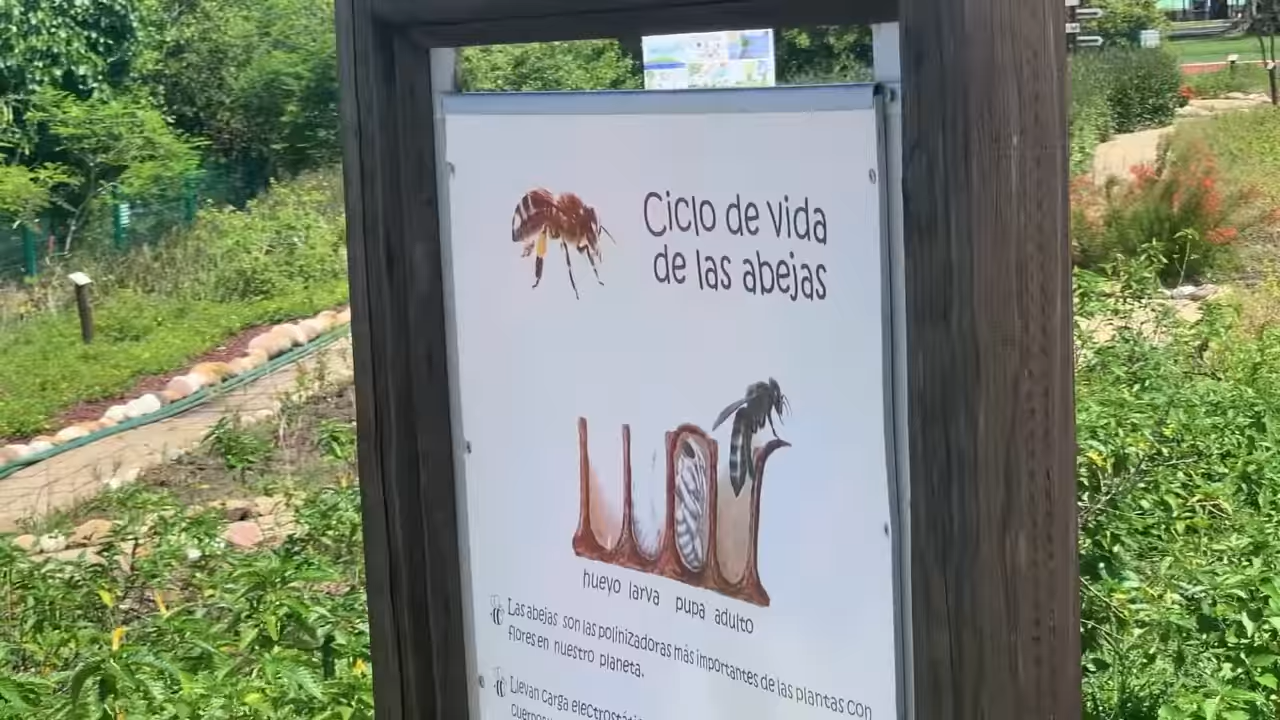 Ciclo de vida
de las abejas
huevo larva pupa adulto
Las abejas son las polinizadoras más importantes de las plantas con
flores en nuestro planeta.
Llevan carga